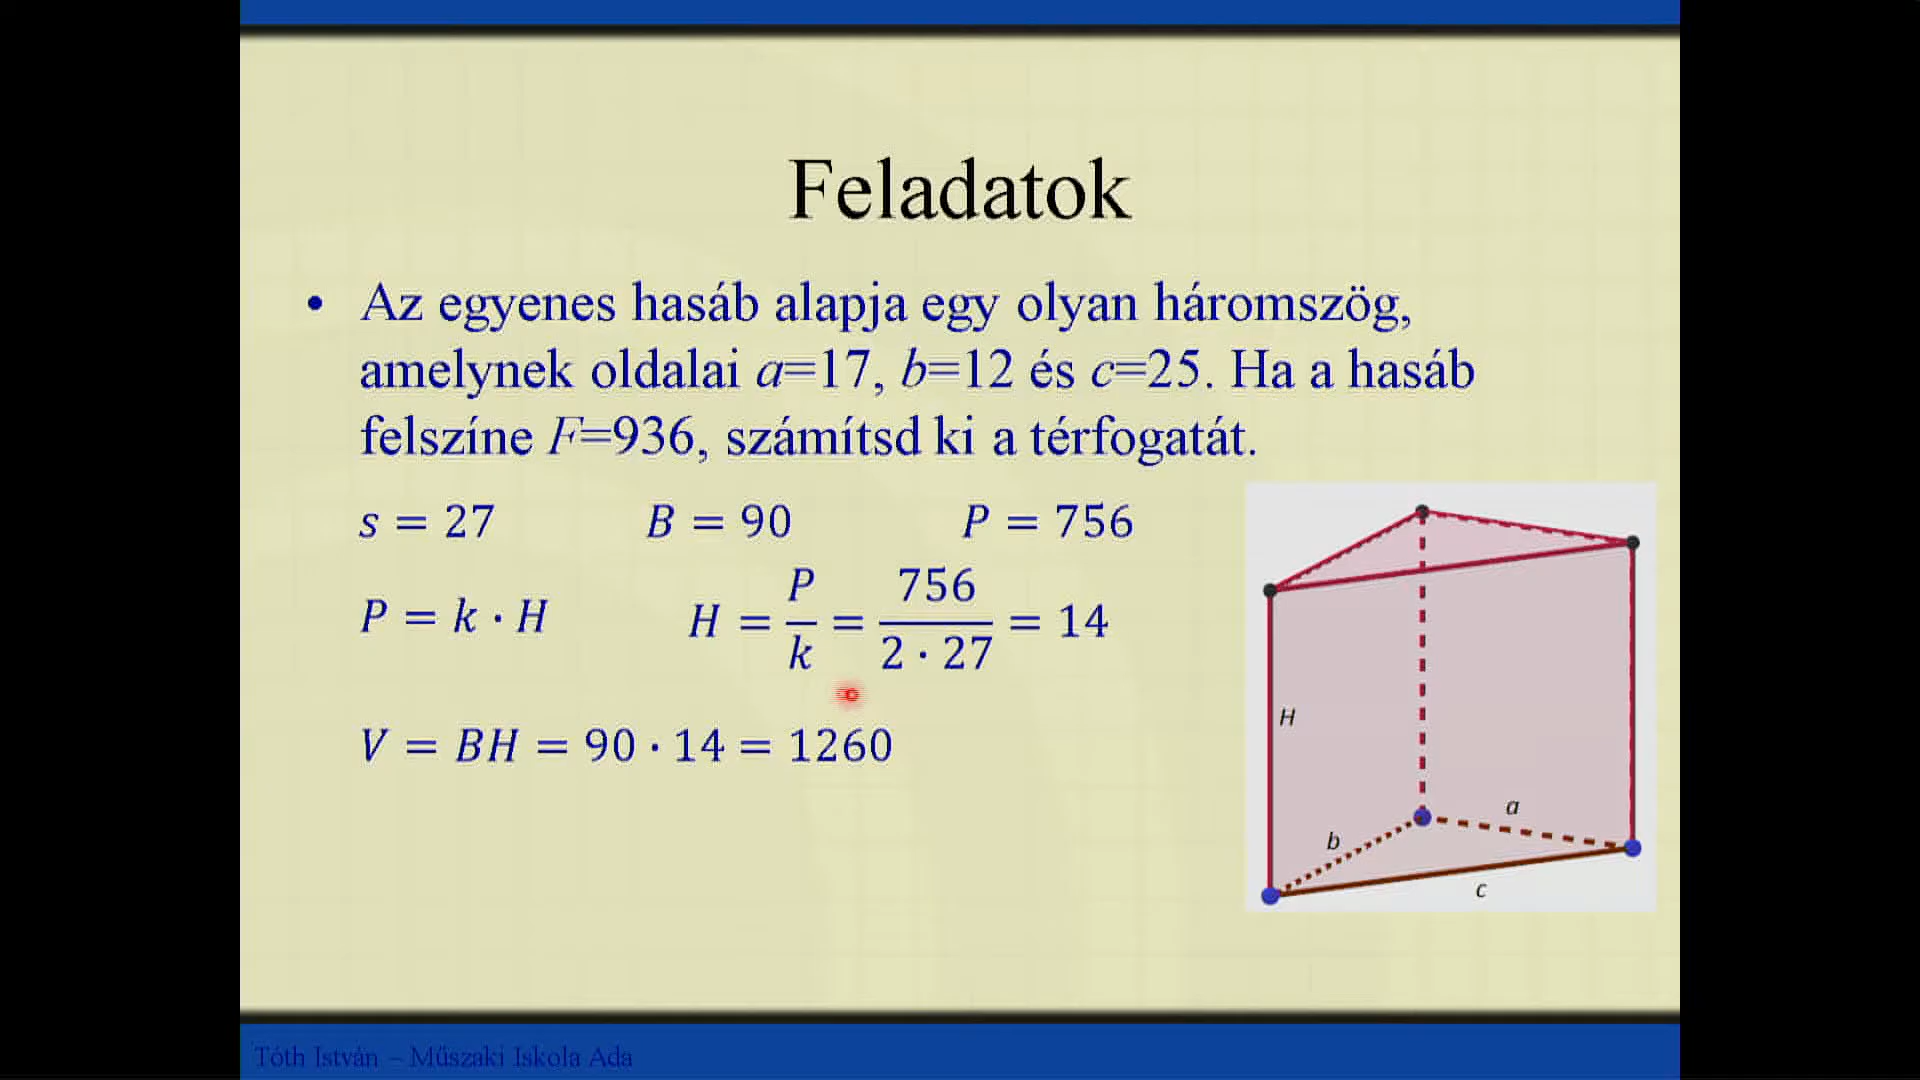 Feladatok
• Az egyenes hasáb alapja egy olyan háromszög,
amelynek oldalai a=17, b=12 és c=25. Ha a hasáb
felszíne F=936, számítsd ki a térfogatát.
s = 27 B = 90 P = 756
P = k · H H = P/k = 756/(2 · 27) = 14
V = BH = 90 · 14 = 1260
H
a
b
c
Tóth István – Műszaki Iskola Ada